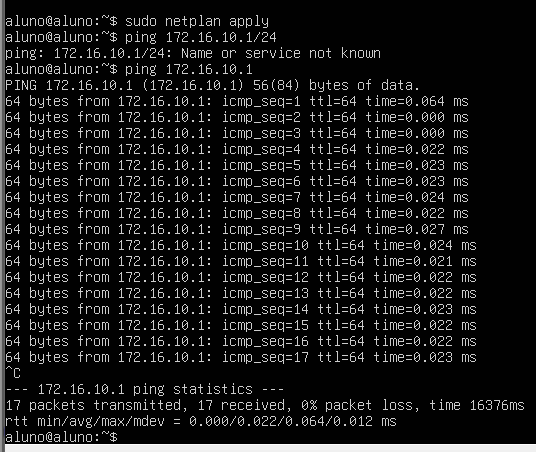 aluno@aluno:~$ sudo netplan apply
aluno@aluno:~$ ping 172.16.10.1/24
ping: 172.16.10.1/24: Name or service not known
aluno@aluno:~$ ping 172.16.10.1
PING 172.16.10.1 (172.16.10.1) 56(84) bytes of data.
64 bytes from 172.16.10.1: icmp_seq=1 ttl=64 time=0.064 ms
64 bytes from 172.16.10.1: icmp_seq=2 ttl=64 time=0.000 ms
64 bytes from 172.16.10.1: icmp_seq=3 ttl=64 time=0.000 ms
64 bytes from 172.16.10.1: icmp_seq=4 ttl=64 time=0.022 ms
64 bytes from 172.16.10.1: icmp_seq=5 ttl=64 time=0.023 ms
64 bytes from 172.16.10.1: icmp_seq=6 ttl=64 time=0.023 ms
64 bytes from 172.16.10.1: icmp_seq=7 ttl=64 time=0.024 ms
64 bytes from 172.16.10.1: icmp_seq=8 ttl=64 time=0.022 ms
64 bytes from 172.16.10.1: icmp_seq=9 ttl=64 time=0.027 ms
64 bytes from 172.16.10.1: icmp_seq=10 ttl=64 time=0.024 ms
64 bytes from 172.16.10.1: icmp_seq=11 ttl=64 time=0.021 ms
64 bytes from 172.16.10.1: icmp_seq=12 ttl=64 time=0.022 ms
64 bytes from 172.16.10.1: icmp_seq=13 ttl=64 time=0.022 ms
64 bytes from 172.16.10.1: icmp_seq=14 ttl=64 time=0.023 ms
64 bytes from 172.16.10.1: icmp_seq=15 ttl=64 time=0.022 ms
64 bytes from 172.16.10.1: icmp_seq=16 ttl=64 time=0.022 ms
64 bytes from 172.16.10.1: icmp_seq=17 ttl=64 time=0.023 ms
^C
--- 172.16.10.1 ping statistics ---
17 packets transmitted, 17 received, 0% packet loss, time 16376ms
rtt min/avg/max/mdev = 0.000/0.022/0.064/0.012 ms
aluno@aluno:~$